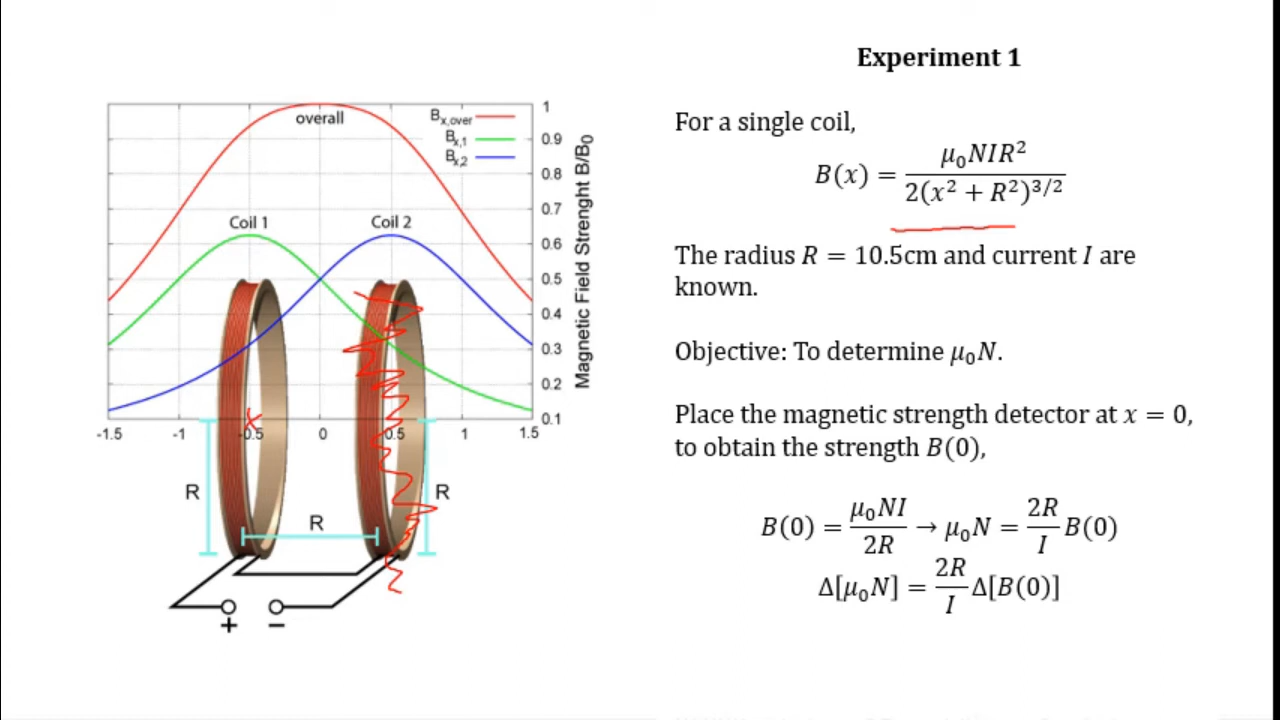 Experiment 1
overall
B_x,over
B_x,1
B_x,2
Coil 1
Coil 2
1
0.9
0.8
0.7
0.6
0.5
0.4
0.3
0.2
0.1
Magnetic Field Strenght B/B0
-1.5 -1 -0.5 0 0.5 1 1.5
R
R
R
+ −
For a single coil,
B(x) = μ₀NIR² / 2(x² + R²)^3/2
The radius R = 10.5cm and current I are
known.
Objective: To determine μ₀N.
Place the magnetic strength detector at x = 0,
to obtain the strength B(0),
B(0) = μ₀NI / 2R → μ₀N = 2R / I B(0)
Δ[μ₀N] = 2R / I Δ[B(0)]